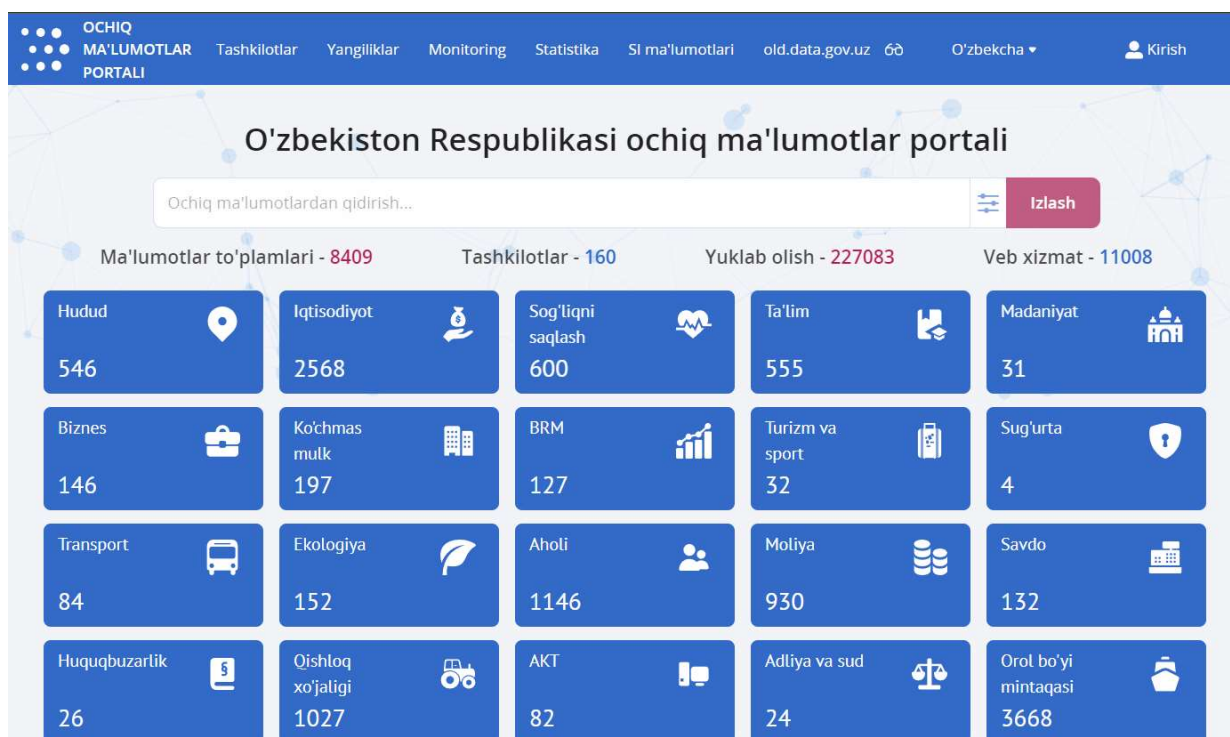 OCHIQ
MA'LUMOTLAR
PORTALI
Tashkilotlar Yangiliklar Monitoring Statistika SI ma'lumotlari old.data.gov.uz O'zbekcha Kirish
O'zbekiston Respublikasi ochiq ma'lumotlar portali
Ochiq ma'lumotlardan qidirish... Izlash
Ma'lumotlar to'plamlari - 8409 Tashkilotlar - 160 Yuklab olish - 227083 Veb xizmat - 11008
Hudud
546
Iqtisodiyot
2568
Sog'liqni
saqlash
600
Ta'lim
555
Madaniyat
31
Biznes
146
Ko'chmas
mulk
197
BRM
127
Turizm va
sport
32
Sug'urta
4
Transport
84
Ekologiya
152
Aholi
1146
Moliya
930
Savdo
132
Huquqbuzarlik
26
Qishloq
xo'jaligi
1027
AKT
82
Adliya va sud
24
Orol bo'yi
mintaqasi
3668